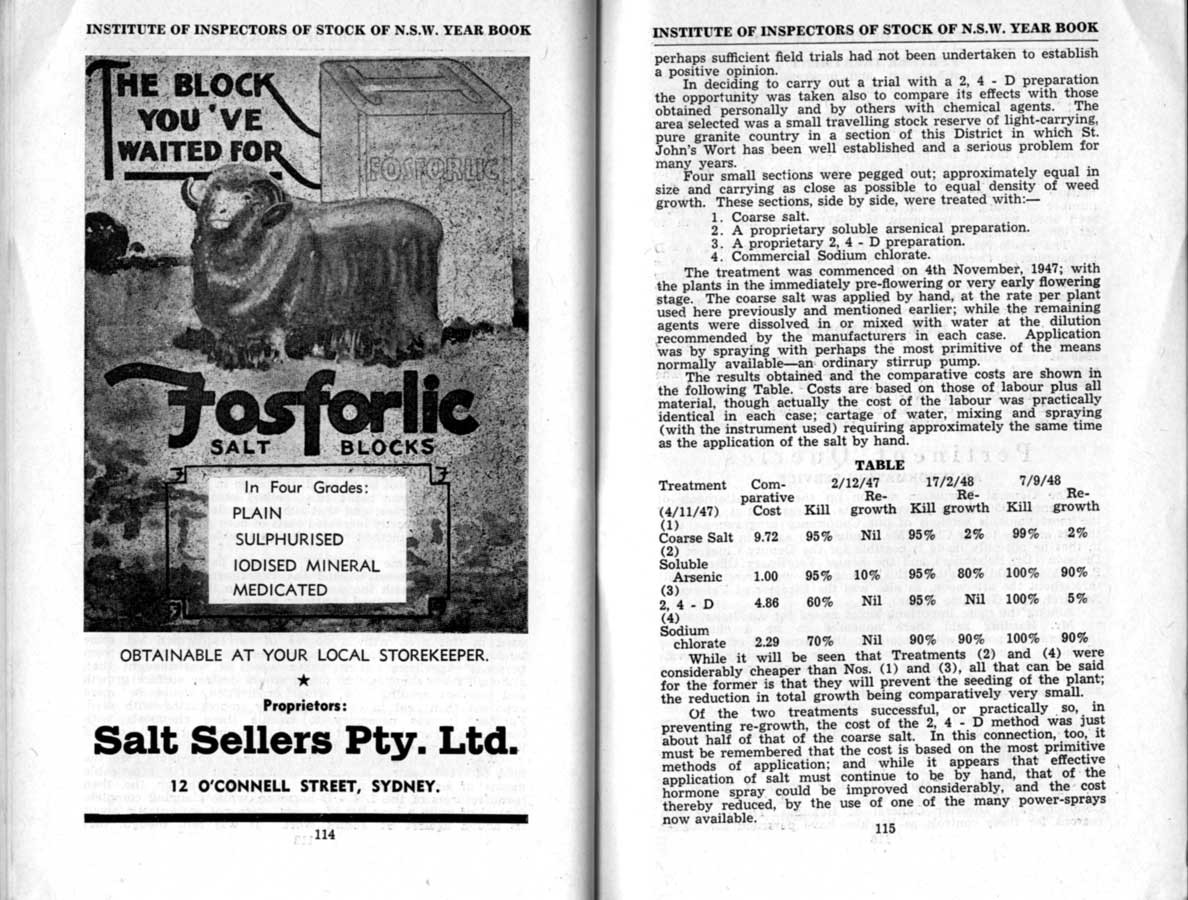 INSTITUTE OF INSPECTORS OF STOCK OF N.S.W. YEAR BOOK
THE BLOCK
YOU'VE
WAITED FOR
FOSFORLIC
Fosforlic
SALT BLOCKS
In Four Grades:
PLAIN
SULPHURISED
IODISED MINERAL
MEDICATED
OBTAINABLE AT YOUR LOCAL STOREKEEPER.
★
Proprietors:
Salt Sellers Pty. Ltd.
12 O'CONNELL STREET, SYDNEY.
114
INSTITUTE OF INSPECTORS OF STOCK OF N.S.W. YEAR BOOK
perhaps sufficient field trials had not been undertaken to establish
a positive opinion.
In deciding to carry out a trial with a 2, 4 - D preparation
the opportunity was taken also to compare its effects with those
obtained personally and by others with chemical agents. The
area selected was a small travelling stock reserve of light-carrying,
pure granite country in a section of this District in which St.
John's Wort has been well established and a serious problem for
many years.
Four small sections were pegged out; approximately equal in
size and carrying as close as possible to equal density of weed
growth. These sections, side by side, were treated with:—
1. Coarse salt.
2. A proprietary soluble arsenical preparation.
3. A proprietary 2, 4 - D preparation.
4. Commercial Sodium chlorate.
The treatment was commenced on 4th November, 1947; with
the plants in the immediately pre-flowering or very early flowering
stage. The coarse salt was applied by hand, at the rate per plant
used here previously and mentioned earlier; while the remaining
agents were dissolved in or mixed with water at the dilution
recommended by the manufacturers in each case. Application
was by spraying with perhaps the most primitive of the means
normally available—an ordinary stirrup pump.
The results obtained and the comparative costs are shown in
the following Table. Costs are based on those of labour plus all
material, though actually the cost of the labour was practically
identical in each case; cartage of water, mixing and spraying
(with the instrument used) requiring approximately the same time
as the application of the salt by hand.
TABLE
Treatment Com- 2/12/47 17/2/48 7/9/48
parative Re- Re- Re-
(4/11/47) Cost Kill growth Kill growth Kill growth
(1)
Coarse Salt 9.72 95% Nil 95% 2% 99% 2%
(2)
Soluble
Arsenic 1.00 95% 10% 95% 80% 100% 90%
(3)
2, 4 - D 4.86 60% Nil 95% Nil 100% 5%
(4)
Sodium
chlorate 2.29 70% Nil 90% 90% 100% 90%
While it will be seen that Treatments (2) and (4) were
considerably cheaper than Nos. (1) and (3), all that can be said
for the former is that they will prevent the seeding of the plant;
the reduction in total growth being comparatively very small.
Of the two treatments successful, or practically so, in
preventing re-growth, the cost of the 2, 4 - D method was just
about half of that of the coarse salt. In this connection, too, it
must be remembered that the cost is based on the most primitive
methods of application; and while it appears that effective
application of salt must continue to be by hand, that of the
hormone spray could be improved considerably, and the cost
thereby reduced, by the use of one of the many power-sprays
now available.
115